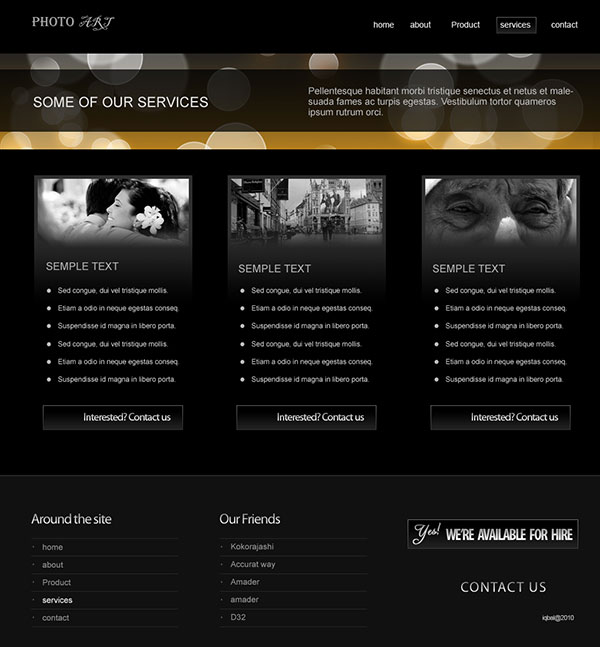 PHOTO ART
home about Product services contact
SOME OF OUR SERVICES
Pellentesque habitant morbi tristique senectus et netus et male-
suada fames ac turpis egestas. Vestibulum tortor quameros
ipsum rutrum orci.
SEMPLE TEXT
Sed congue, dui vel tristique mollis.
Etiam a odio in neque egestas conseq.
Suspendisse id magna in libero porta.
Sed congue, dui vel tristique mollis.
Etiam a odio in neque egestas conseq.
Suspendisse id magna in libero porta.
Interested? Contact us
SEMPLE TEXT
Sed congue, dui vel tristique mollis.
Etiam a odio in neque egestas conseq.
Suspendisse id magna in libero porta.
Sed congue, dui vel tristique mollis.
Etiam a odio in neque egestas conseq.
Suspendisse id magna in libero porta.
Interested? Contact us
SEMPLE TEXT
Sed congue, dui vel tristique mollis.
Etiam a odio in neque egestas conseq.
Suspendisse id magna in libero porta.
Sed congue, dui vel tristique mollis.
Etiam a odio in neque egestas conseq.
Suspendisse id magna in libero porta.
Interested? Contact us
Around the site
home
about
Product
services
contact
Our Friends
Kokorajashi
Accurat way
Amader
amader
D32
Yes! WE'RE AVAILABLE FOR HIRE
CONTACT US
iqbal@2010